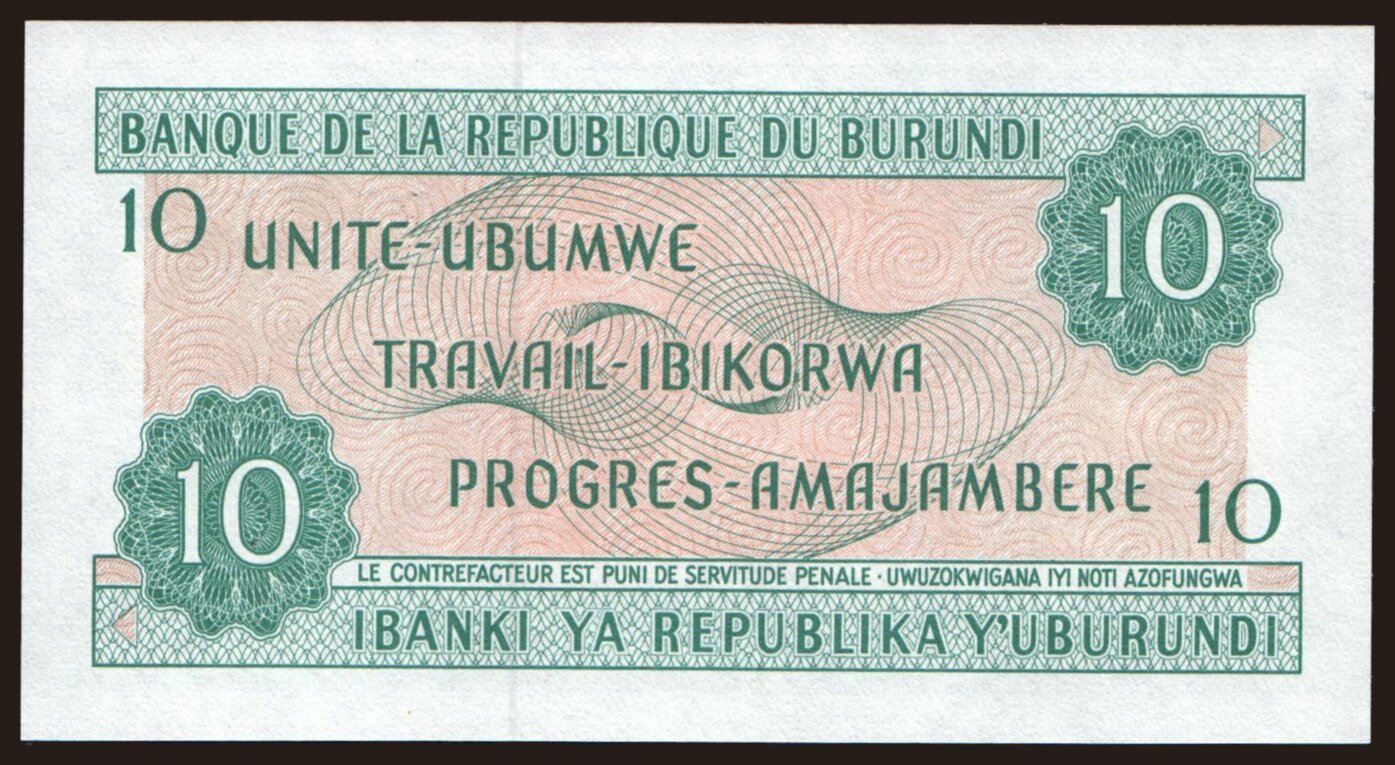 BANQUE DE LA REPUBLIQUE DU BURUNDI
10
10
UNITE-UBUMWE
TRAVAIL-IBIKORWA
PROGRES-AMAJAMBERE
10
10
LE CONTREFACTEUR EST PUNI DE SERVITUDE PENALE · UWUZOKWIGANA IYI NOTI AZOFUNGWA
IBANKI YA REPUBLIKA Y'UBURUNDI